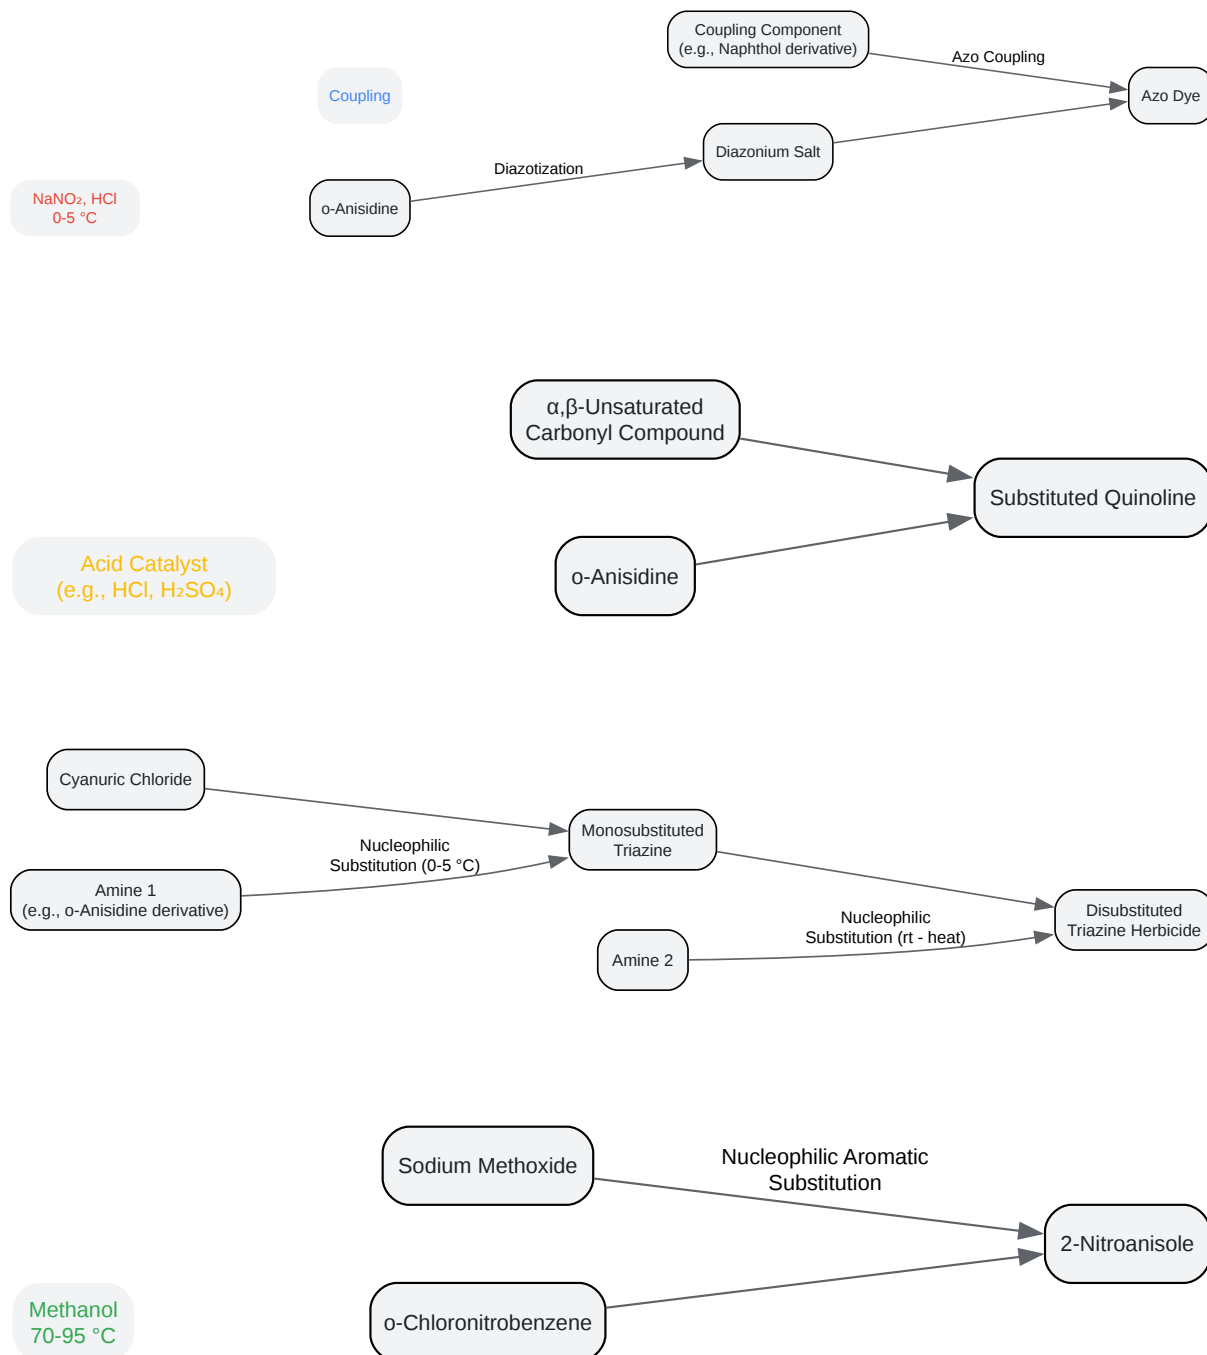 Coupling Component
(e.g., Naphthol derivative)
Azo Coupling
Coupling
Azo Dye
Diazonium Salt
Diazotization
NaNO₂, HCl
0-5 °C
o-Anisidine
α,β-Unsaturated
Carbonyl Compound
Substituted Quinoline
Acid Catalyst
(e.g., HCl, H₂SO₄)
o-Anisidine
Cyanuric Chloride
Monosubstituted
Triazine
Nucleophilic
Substitution (0-5 °C)
Amine 1
(e.g., o-Anisidine derivative)
Nucleophilic
Substitution (rt - heat)
Disubstituted
Triazine Herbicide
Amine 2
Sodium Methoxide
Nucleophilic Aromatic
Substitution
2-Nitroanisole
Methanol
70-95 °C
o-Chloronitrobenzene